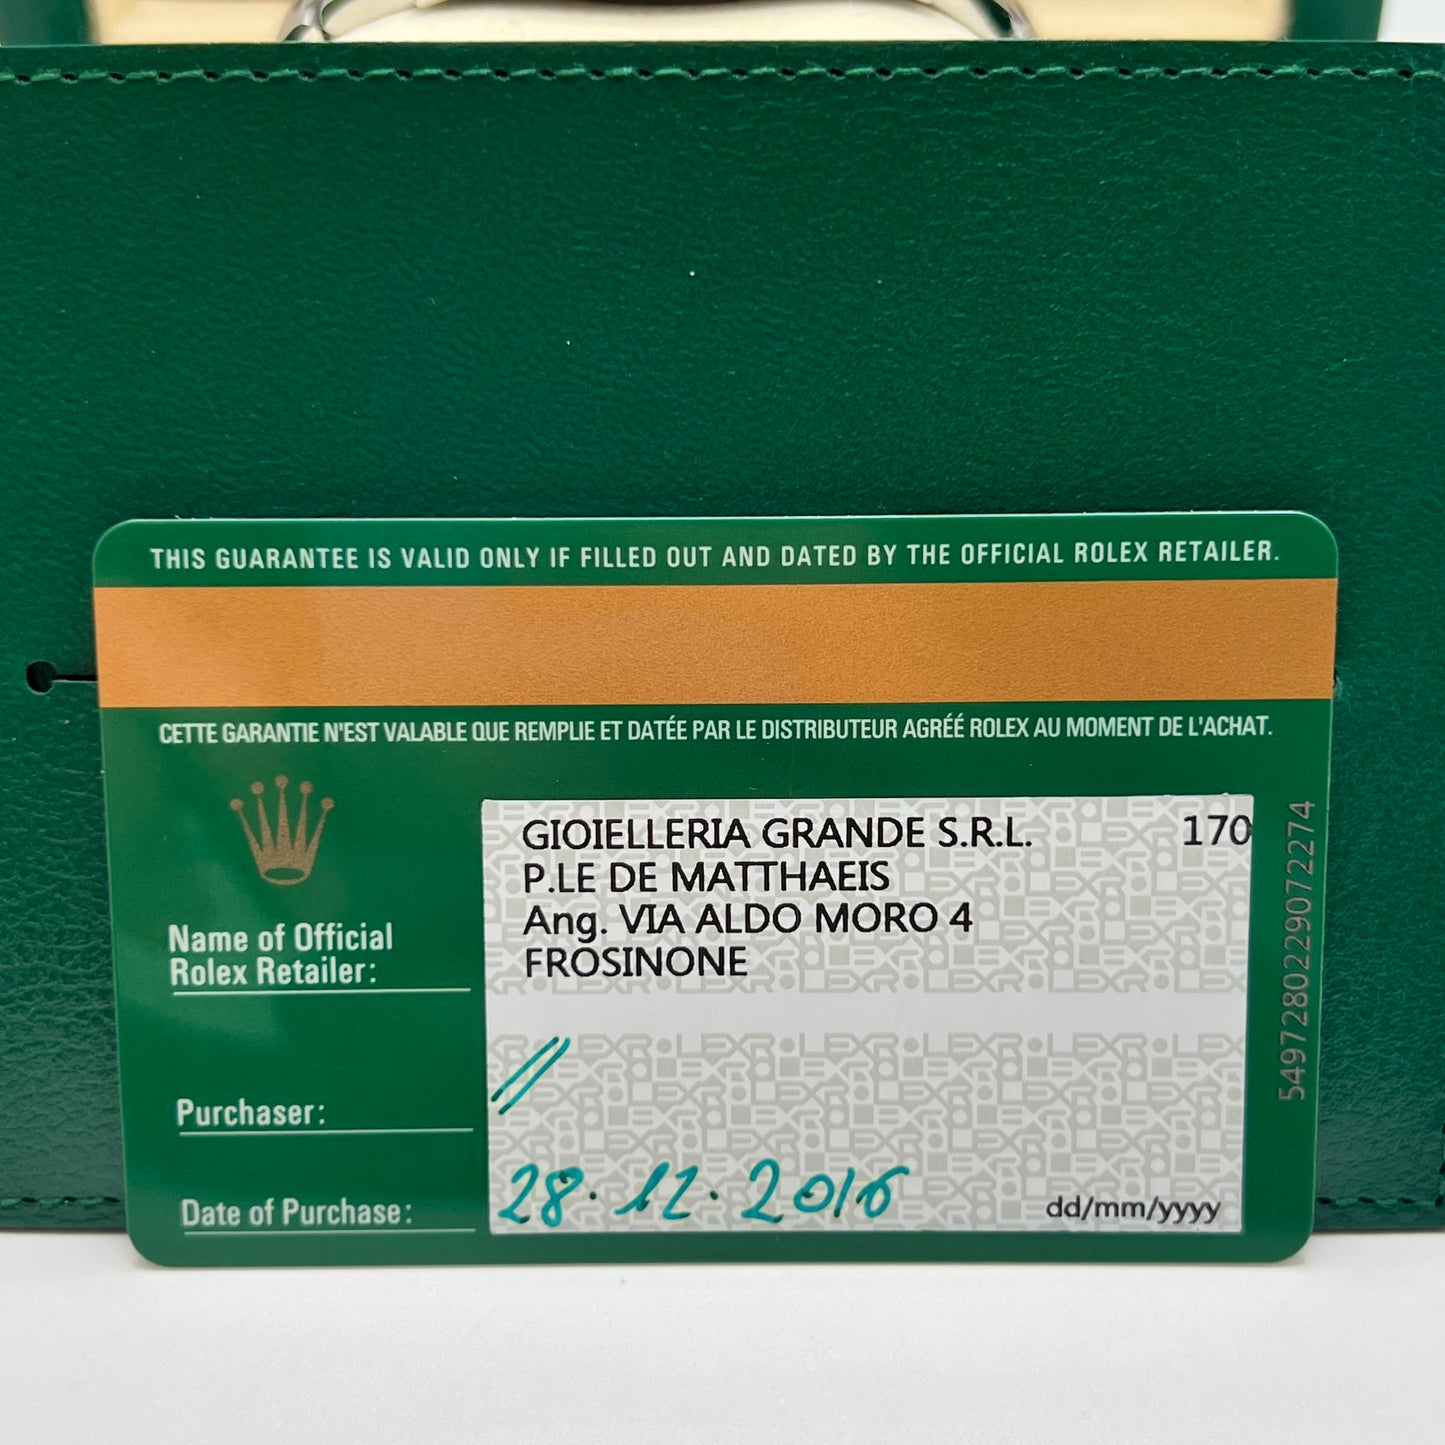 THIS GUARANTEE IS VALID ONLY IF FILLED OUT AND DATED BY THE OFFICIAL ROLEX RETAILER.
CETTE GARANTIE N'EST VALABLE QUE REMPLIE ET DATÉE PAR LE DISTRIBUTEUR AGRÉÉ ROLEX AU MOMENT DE L'ACHAT.
GIOIELLERIA GRANDE S.R.L. 170
P.LE DE MATTHAEIS
Ang. VIA ALDO MORO 4
FROSINONE
Name of Official
Rolex Retailer:
Purchaser: //
Date of Purchase: 28.12.2016 dd/mm/yyyy
5497280229072274